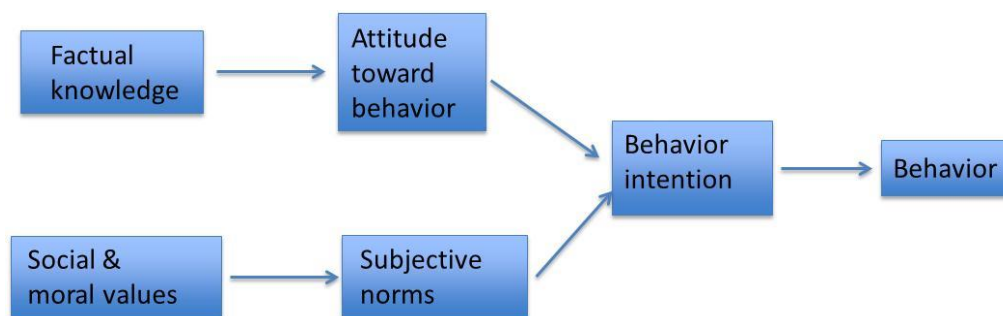 Factual
knowledge
Attitude
toward
behavior
Behavior
intention
Behavior
Social &
moral values
Subjective
norms